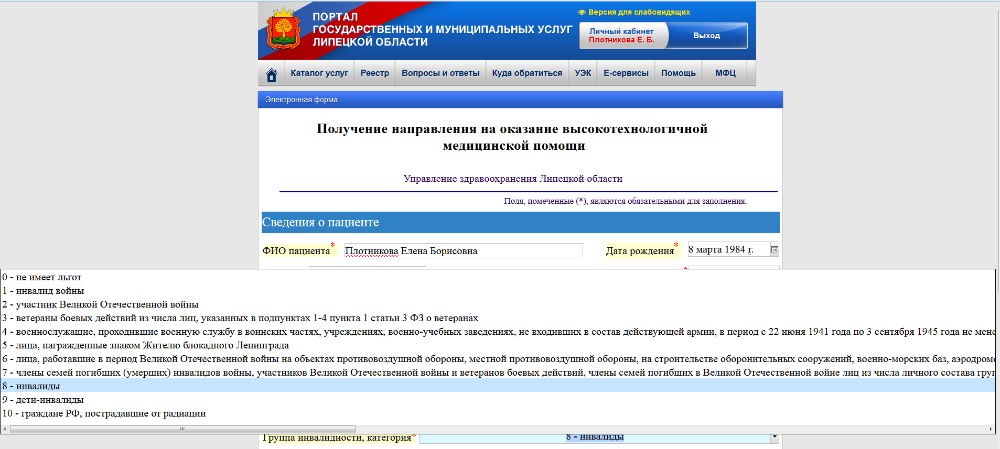 ПОРТАЛ
ГОСУДАРСТВЕННЫХ И МУНИЦИПАЛЬНЫХ УСЛУГ
ЛИПЕЦКОЙ ОБЛАСТИ
Версия для слабовидящих
Личный кабинет
Плотникова Е. Б.
Выход
Каталог услуг Реестр Вопросы и ответы Куда обратиться УЭК Е-сервисы Помощь МФЦ
Электронная форма
Получение направления на оказание высокотехнологичной
медицинской помощи
Управление здравоохранения Липецкой области
Поля, помеченные (*), являются обязательными для заполнения.
Сведения о пациенте
ФИО пациента* Плотникова Елена Борисовна Дата рождения* 8 марта 1984 г.
*
0 - не имеет льгот
1 - инвалид войны
2 - участник Великой Отечественной войны
3 - ветераны боевых действий из числа лиц, указанных в подпунктах 1-4 пункта 1 статьи 3 ФЗ о ветеранах
4 - военнослужащие, проходившие военную службу в воинских частях, учреждениях, военно-учебных заведениях, не входивших в состав действующей армии, в период с 22 июня 1941 года по 3 сентября 1945 года не мене
5 - лица, награжденные знаком Жителю блокадного Ленинграда
6 - лица, работавшие в период Великой Отечественной войны на объектах противовоздушной обороны, местной противовоздушной обороны, на строительстве оборонительных сооружений, военно-морских баз, аэродромо
7 - члены семей погибших (умерших) инвалидов войны, участников Великой Отечественной войны и ветеранов боевых действий, члены семей погибших в Великой Отечественной войне лиц из числа личного состава груп
8 - инвалиды
9 - дети-инвалиды
10 - граждане РФ, пострадавшие от радиации
Группа инвалидности, категория* 8 - инвалиды